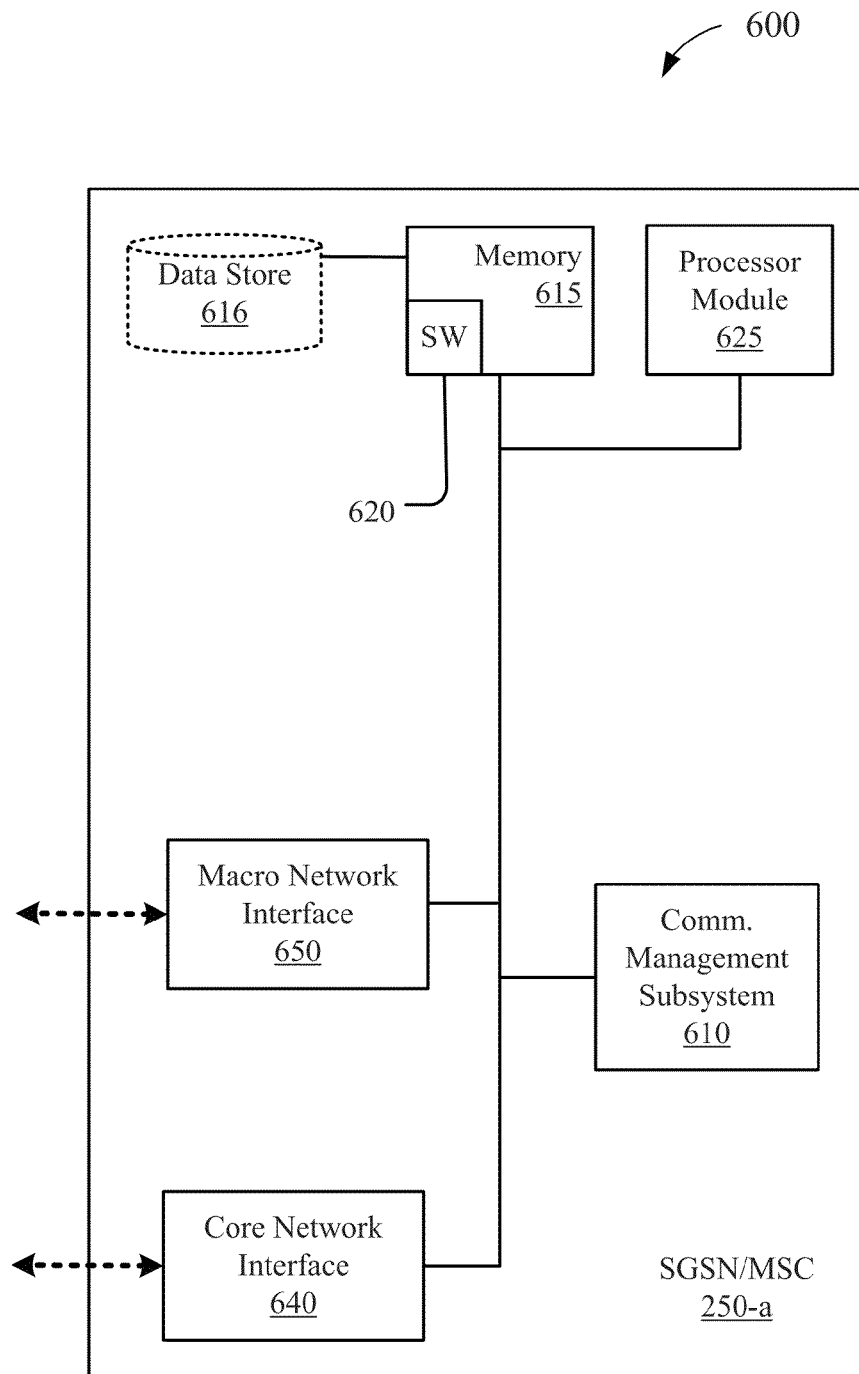 600
Data Store
616
Memory
615
SW
Processor
Module
625
620
Macro Network
Interface
650
Comm.
Management
Subsystem
610
Core Network
Interface
640
SGSN/MSC
250-a